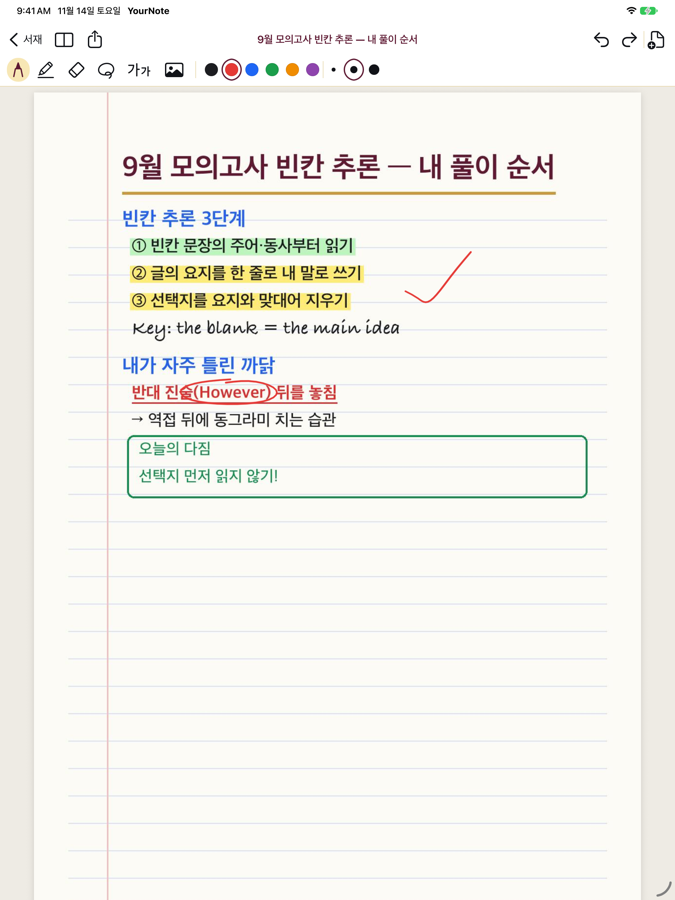 9:41 AM 11월 14일 토요일 YourNote
서재
9월 모의고사 빈칸 추론 — 내 풀이 순서
가가
9월 모의고사 빈칸 추론 — 내 풀이 순서
빈칸 추론 3단계
① 빈칸 문장의 주어·동사부터 읽기
② 글의 요지를 한 줄로 내 말로 쓰기
③ 선택지를 요지와 맞대어 지우기
Key: the blank = the main idea
내가 자주 틀린 까닭
반대 진술(However) 뒤를 놓침
→ 역접 뒤에 동그라미 치는 습관
오늘의 다짐
선택지 먼저 읽지 않기!